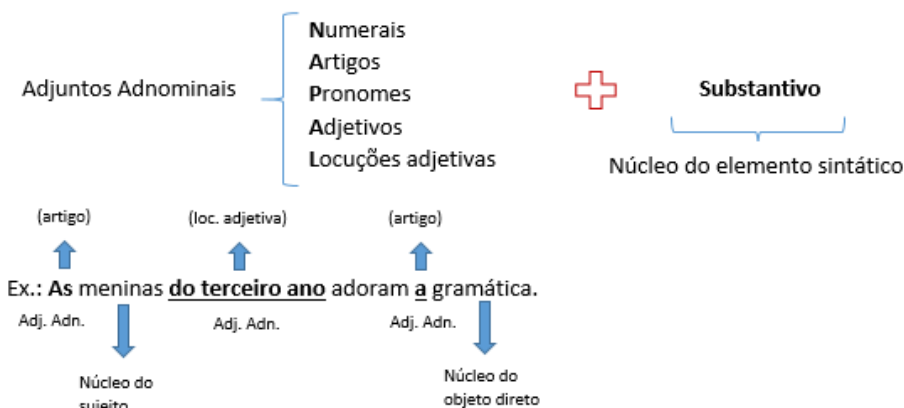 Numerais
Artigos
Adjuntos Adnominais
Pronomes
Substantivo
Adjetivos
Locuções adjetivas
Núcleo do elemento sintático
(artigo) (loc. adjetiva) (artigo)
Ex.: As meninas do terceiro ano adoram a gramática.
Adj. Adn. Adj. Adn. Adj. Adn.
Núcleo do
sujeito
Núcleo do
objeto direto